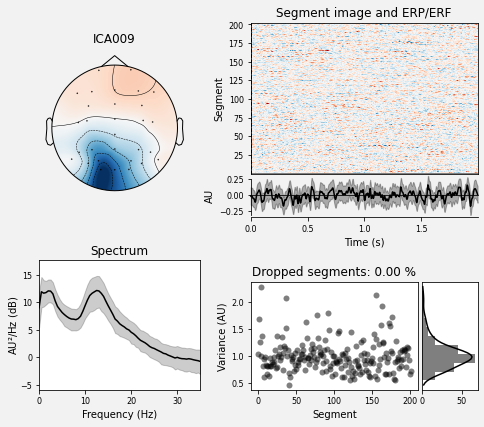 ICA009
Segment image and ERP/ERF
200
175
150
125
100
75
50
25
Segment
0.25
0.00
−0.25
AU
0.0 0.5 1.0 1.5
Time (s)
Spectrum
15
10
5
0
−5
AU²/Hz (dB)
0 10 20 30
Frequency (Hz)
Dropped segments: 0.00 %
2.0
1.5
1.0
0.5
Variance (AU)
0 50 100 150 200
Segment
0 50